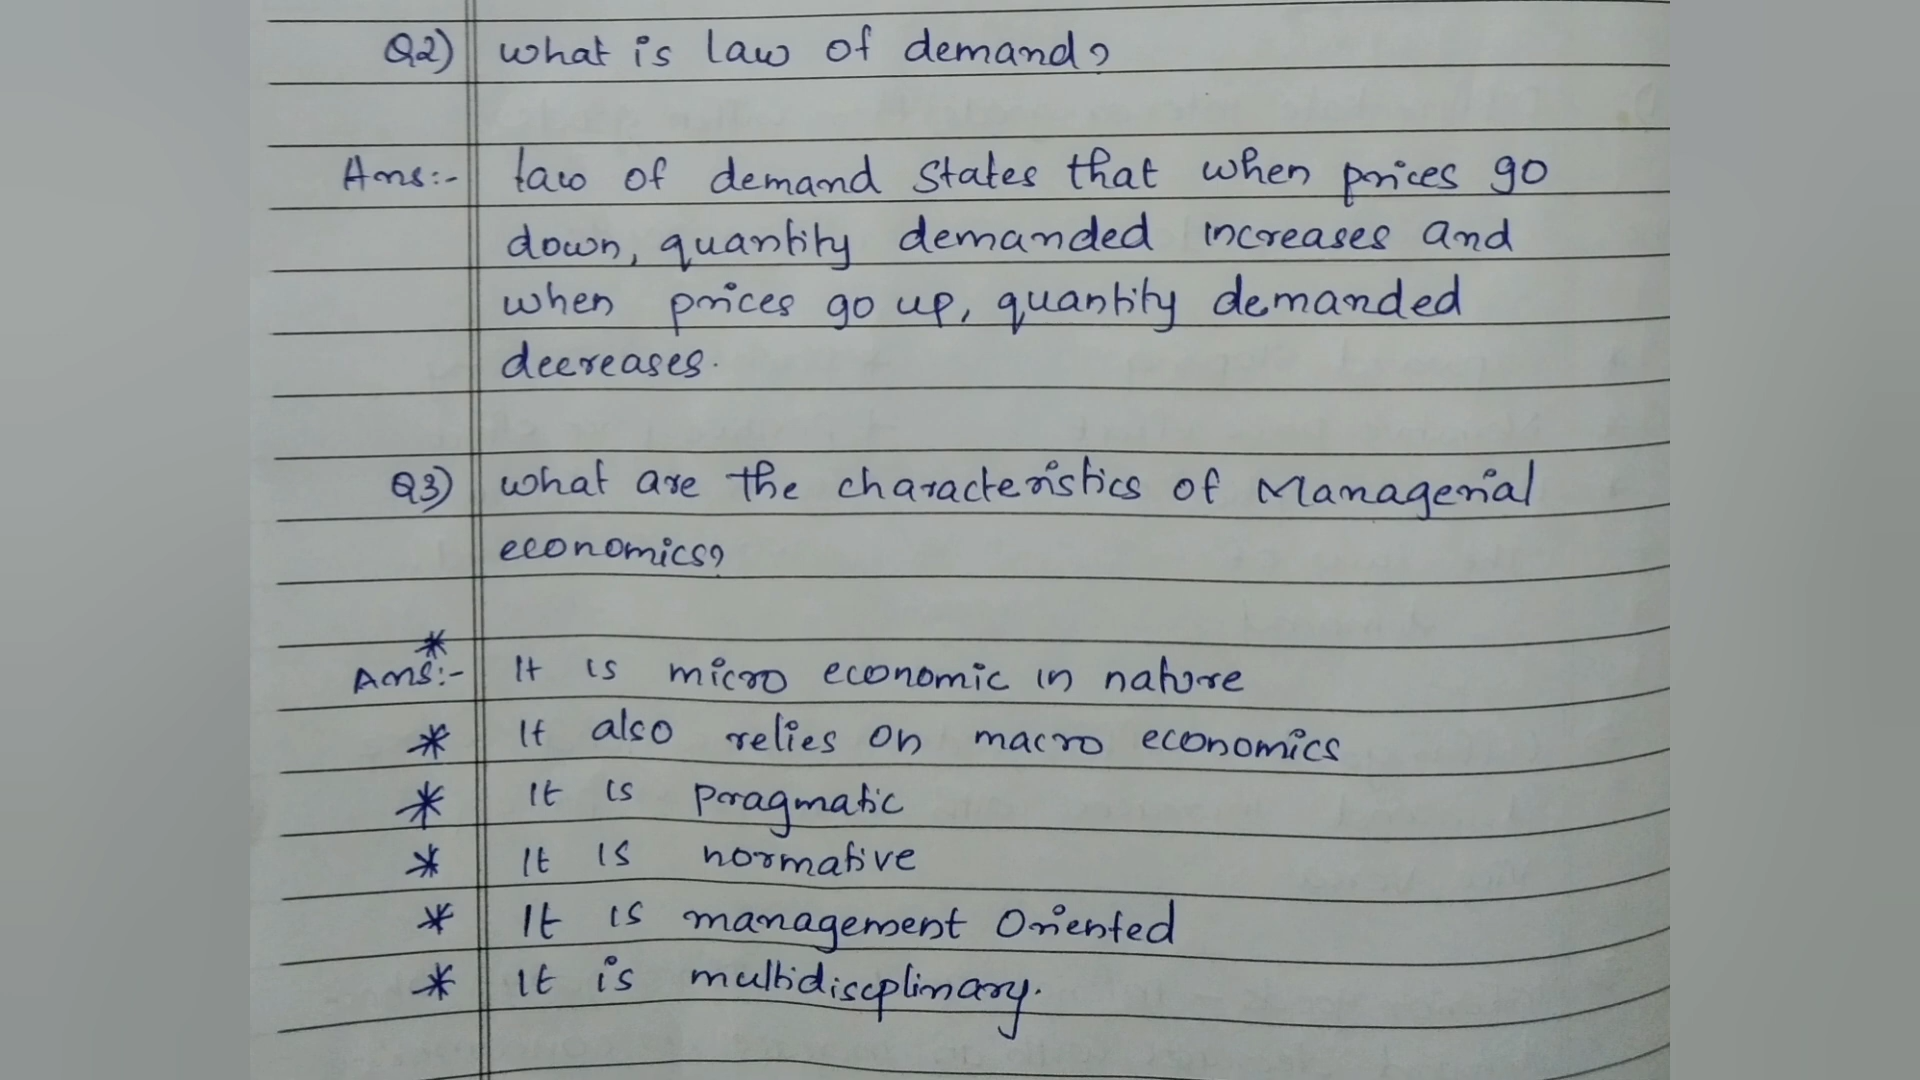 Q2) what is law of demand?
Ans:- law of demand states that when prices go
down, quantity demanded increases and
when prices go up, quantity demanded
decreases.
Q3) what are the characteristics of Managerial
economics?
*
Ans:- It is micro economic in nature
* It also relies on macro economics
* It is pragmatic
* It is normative
* It is management Oriented
* It is multidiscplinary.